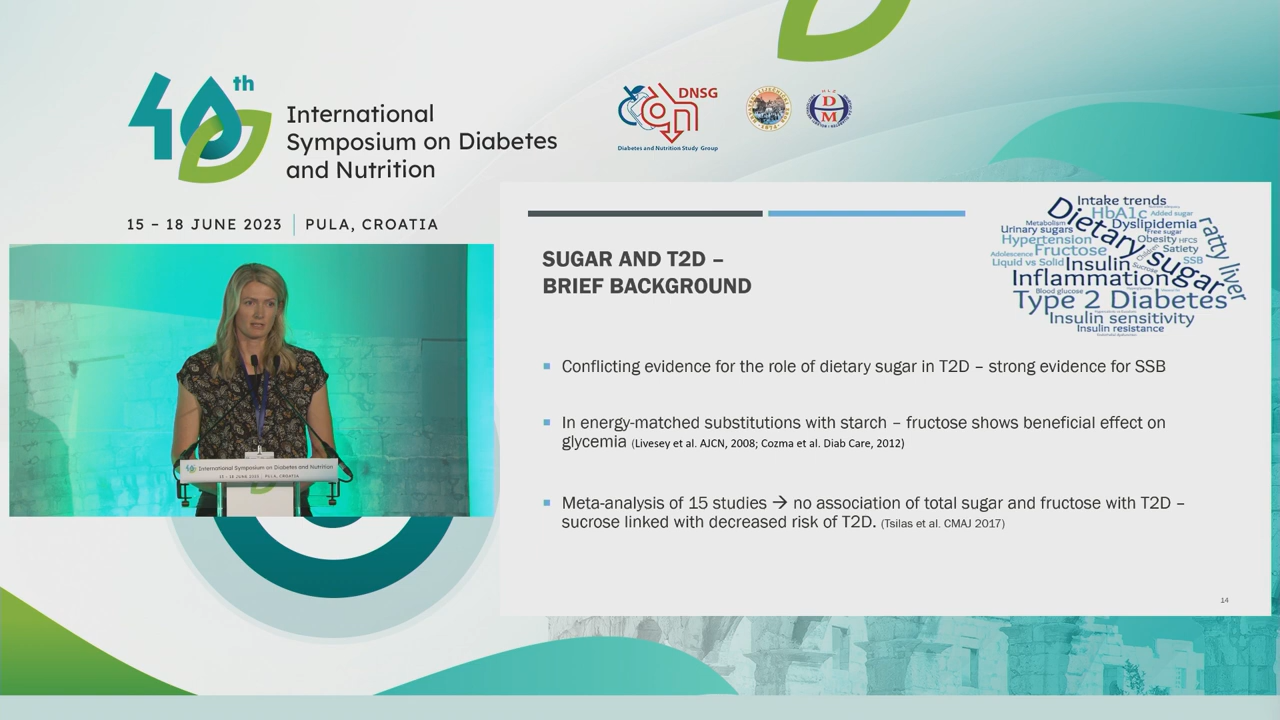 40th
International
Symposium on Diabetes
and Nutrition
15 – 18 JUNE 2023 | PULA, CROATIA
DNSG
Diabetes and Nutrition Study Group
D
M
International Symposium on Diabetes and Nutrition
15 - 18 JUNE 2023 | PULA, CROATIA
SUGAR AND T2D –
BRIEF BACKGROUND
Intake trends
HbA1c
Added sugar
Metabolism
Dyslipidemia
Dietary sugar
Urinary sugars
Free sugar
Hypertension
Obesity
HFCS
Fructose
Satiety
Adolescence
Children
Liquid vs Solid
Insulin
Sucrose
SSB
fatty liver
Inflammation
Blood glucose
Type 2 Diabetes
Insulin sensitivity
Insulin resistance
▪ Conflicting evidence for the role of dietary sugar in T2D – strong evidence for SSB
▪ In energy-matched substitutions with starch – fructose shows beneficial effect on
glycemia (Livesey et al. AJCN, 2008; Cozma et al. Diab Care, 2012)
▪ Meta-analysis of 15 studies → no association of total sugar and fructose with T2D –
sucrose linked with decreased risk of T2D. (Tsilas et al. CMAJ 2017)
14